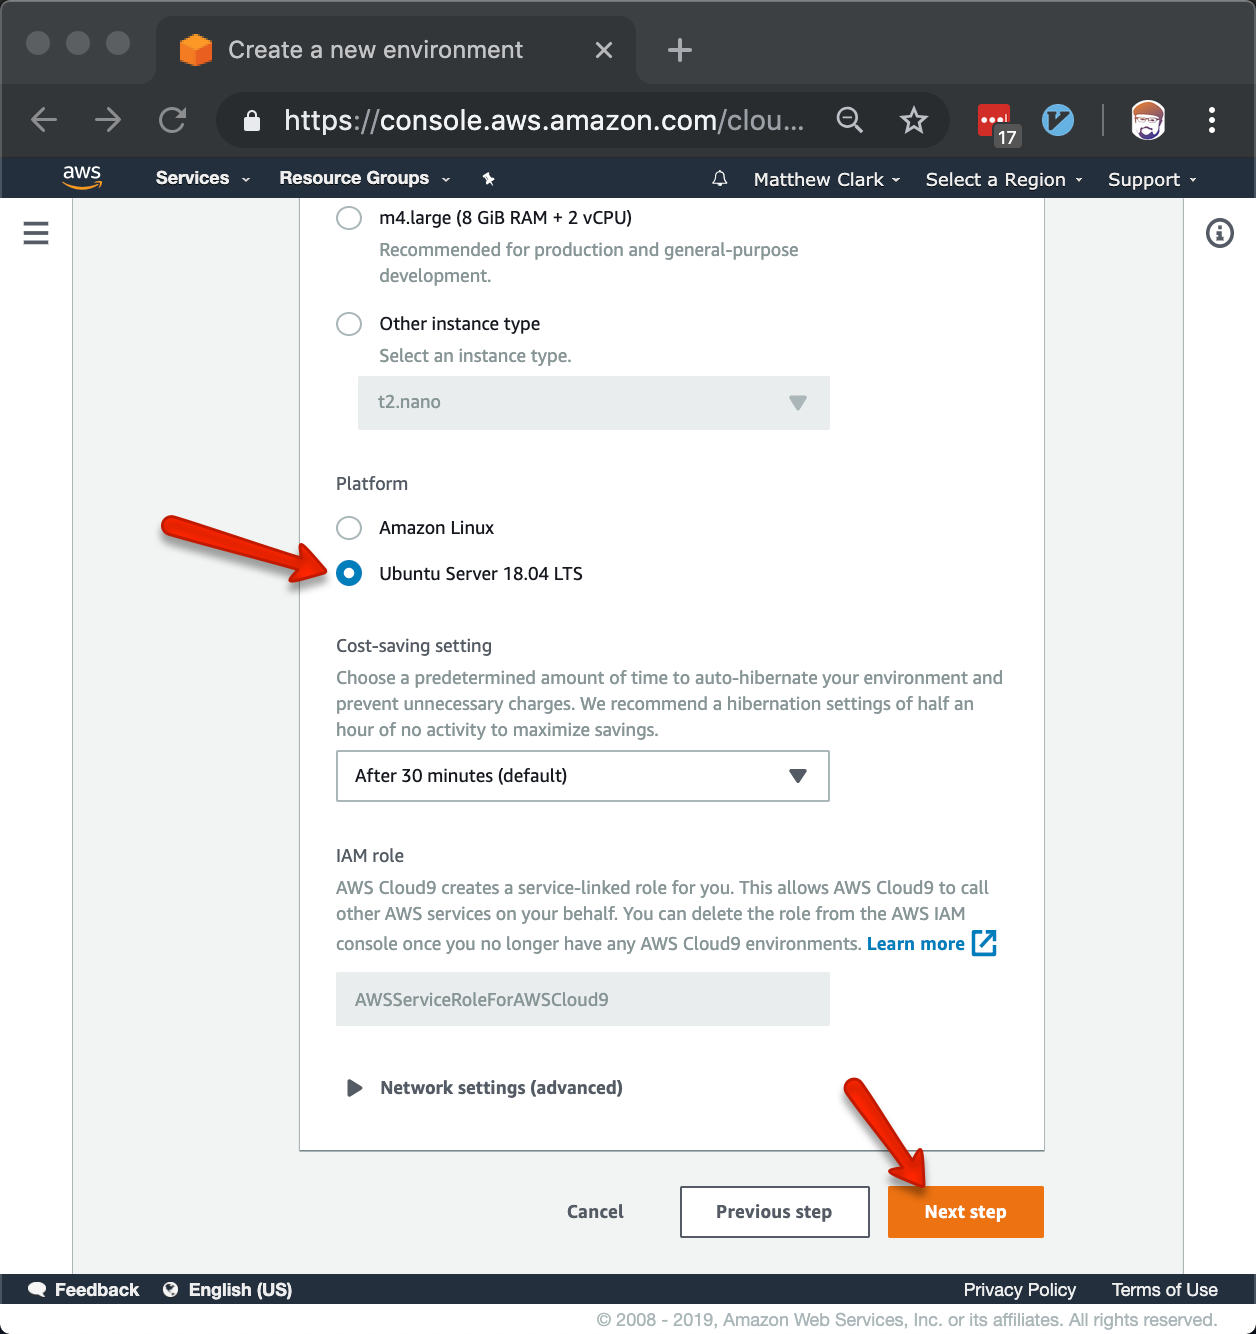 Create a new environment
https://console.aws.amazon.com/clou...
17
aws
Services
Resource Groups
Matthew Clark
Select a Region
Support
m4.large (8 GiB RAM + 2 vCPU)
Recommended for production and general-purpose
development.
Other instance type
Select an instance type.
t2.nano
Platform
Amazon Linux
Ubuntu Server 18.04 LTS
Cost-saving setting
Choose a predetermined amount of time to auto-hibernate your environment and
prevent unnecessary charges. We recommend a hibernation settings of half an
hour of no activity to maximize savings.
After 30 minutes (default)
IAM role
AWS Cloud9 creates a service-linked role for you. This allows AWS Cloud9 to call
other AWS services on your behalf. You can delete the role from the AWS IAM
console once you no longer have any AWS Cloud9 environments. Learn more
AWSServiceRoleForAWSCloud9
Network settings (advanced)
Cancel
Previous step
Next step
Feedback
English (US)
Privacy Policy
Terms of Use
© 2008 - 2019, Amazon Web Services, Inc. or its affiliates. All rights reserved.